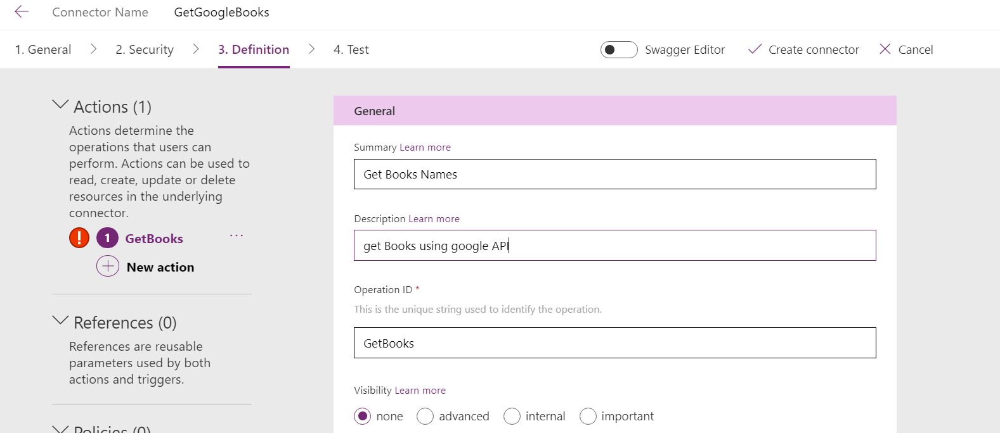 Connector Name GetGoogleBooks
1. General 2. Security 3. Definition 4. Test Swagger Editor Create connector Cancel
Actions (1)
Actions determine the
operations that users can
perform. Actions can be used to
read, create, update or delete
resources in the underlying
connector.
! 1 GetBooks ...
New action
References (0)
References are reusable
parameters used by both
actions and triggers.
Policies (0)
General
Summary Learn more
Get Books Names
Description Learn more
get Books using google API
Operation ID *
This is the unique string used to identify the operation.
GetBooks
Visibility Learn more
none advanced internal important